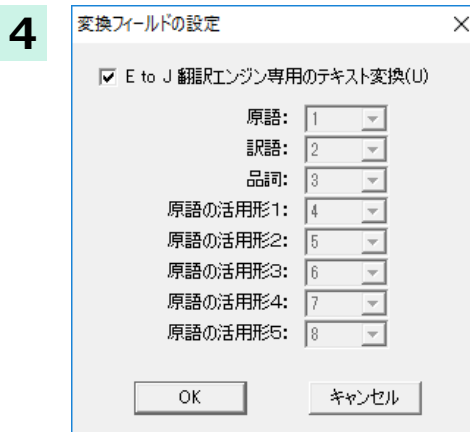 4
変換フィールドの設定
E to J 翻訳エンジン専用のテキスト変換(U)
原語: 1
訳語: 2
品詞: 3
原語の活用形1: 4
原語の活用形2: 5
原語の活用形3: 6
原語の活用形4: 7
原語の活用形5: 8
OK キャンセル